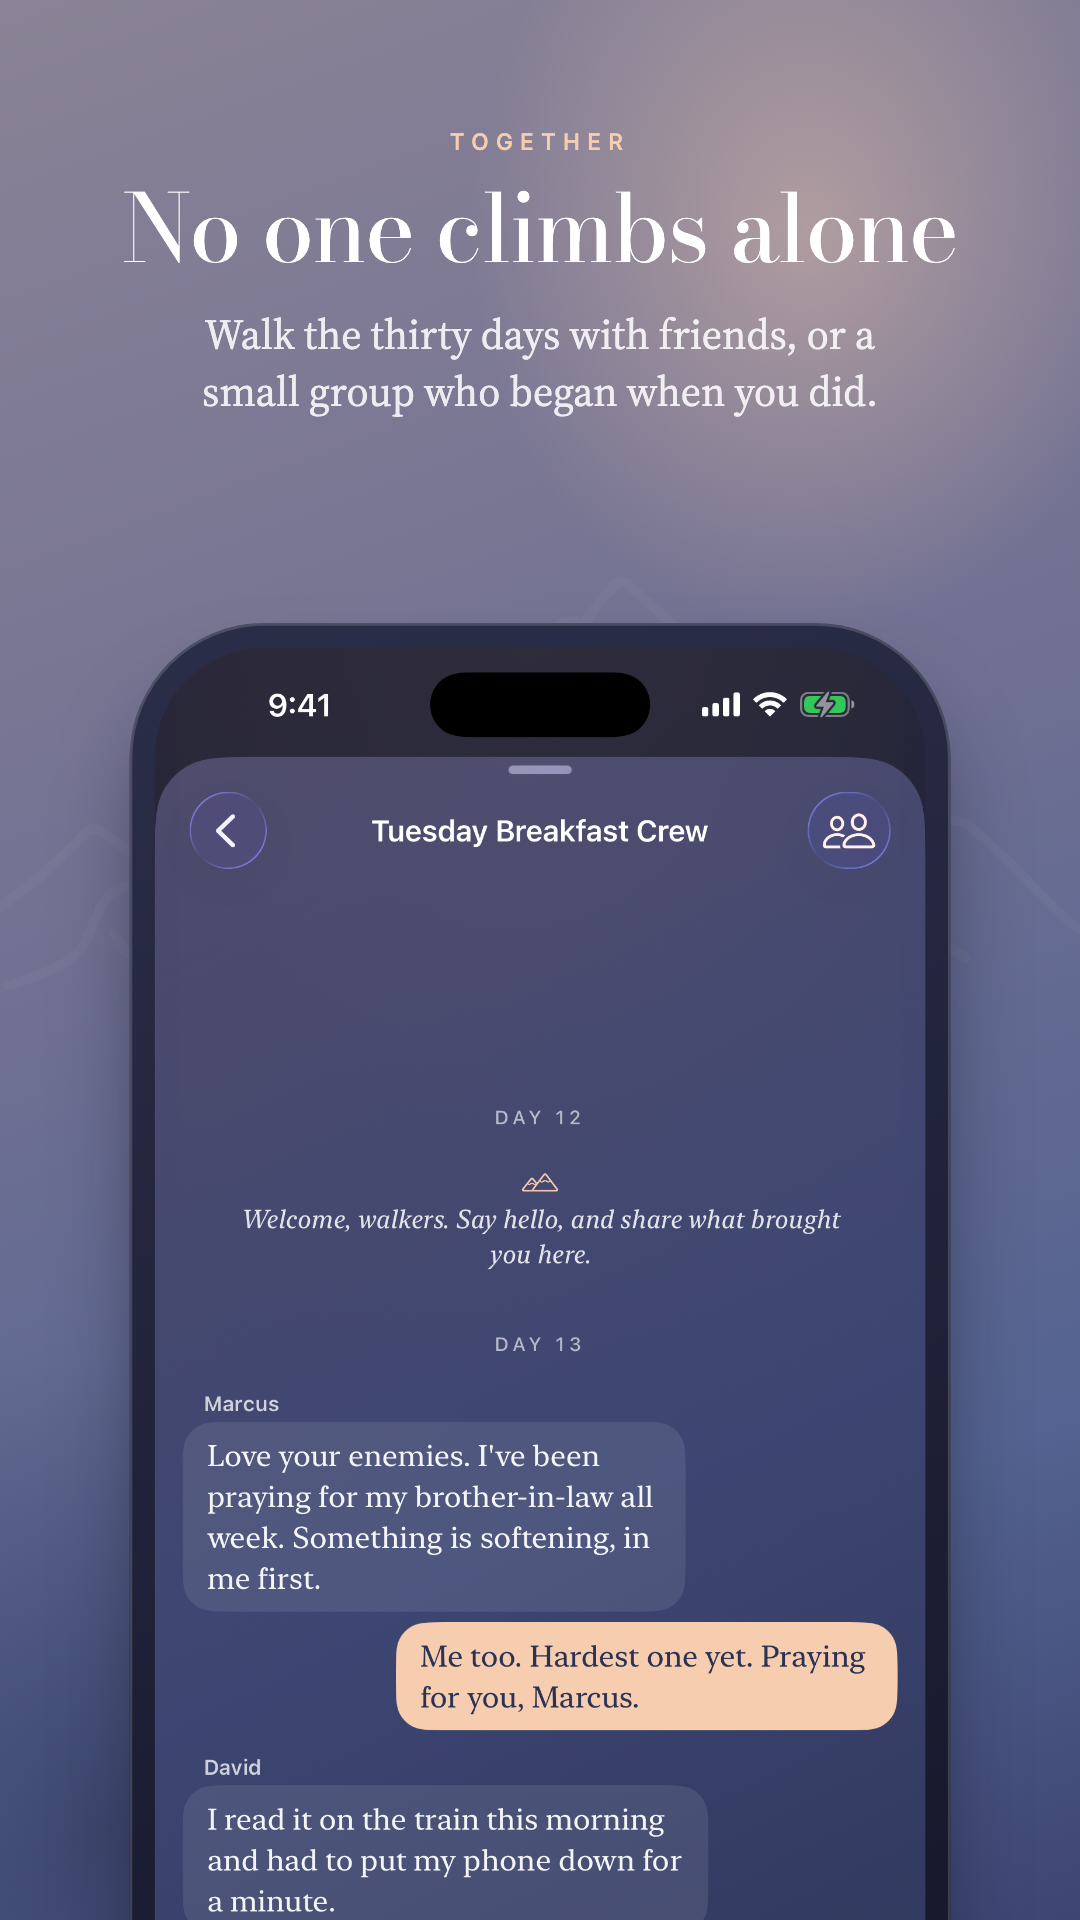 TOGETHER
No one climbs alone
Walk the thirty days with friends, or a
small group who began when you did.
9:41
Tuesday Breakfast Crew
DAY 12
Welcome, walkers. Say hello, and share what brought
you here.
DAY 13
Marcus
Love your enemies. I've been
praying for my brother-in-law all
week. Something is softening, in
me first.
Me too. Hardest one yet. Praying
for you, Marcus.
David
I read it on the train this morning
and had to put my phone down for
a minute.